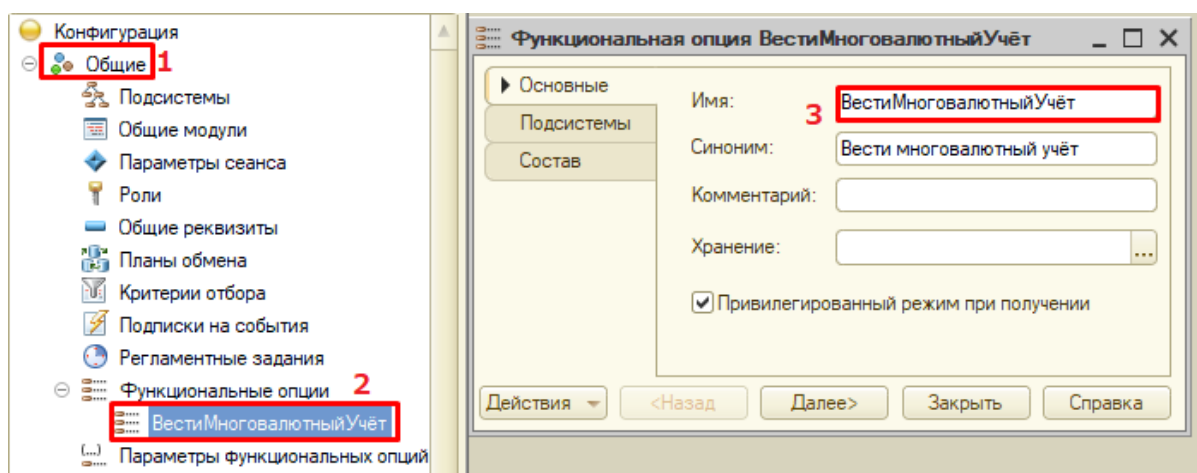 Конфигурация
Общие 1
Подсистемы
Общие модули
Параметры сеанса
Роли
Общие реквизиты
Планы обмена
Критерии отбора
Подписки на события
Регламентные задания
Функциональные опции 2
ВестиМноговалютныйУчёт
(...) Параметры функциональных опций
Функциональная опция ВестиМноговалютныйУчёт
Основные
Подсистемы
Состав
Имя: 3 ВестиМноговалютныйУчёт
Синоним: Вести многовалютный учёт
Комментарий:
Хранение: ...
Привилегированный режим при получении
Действия <Назад Далее> Закрыть Справка